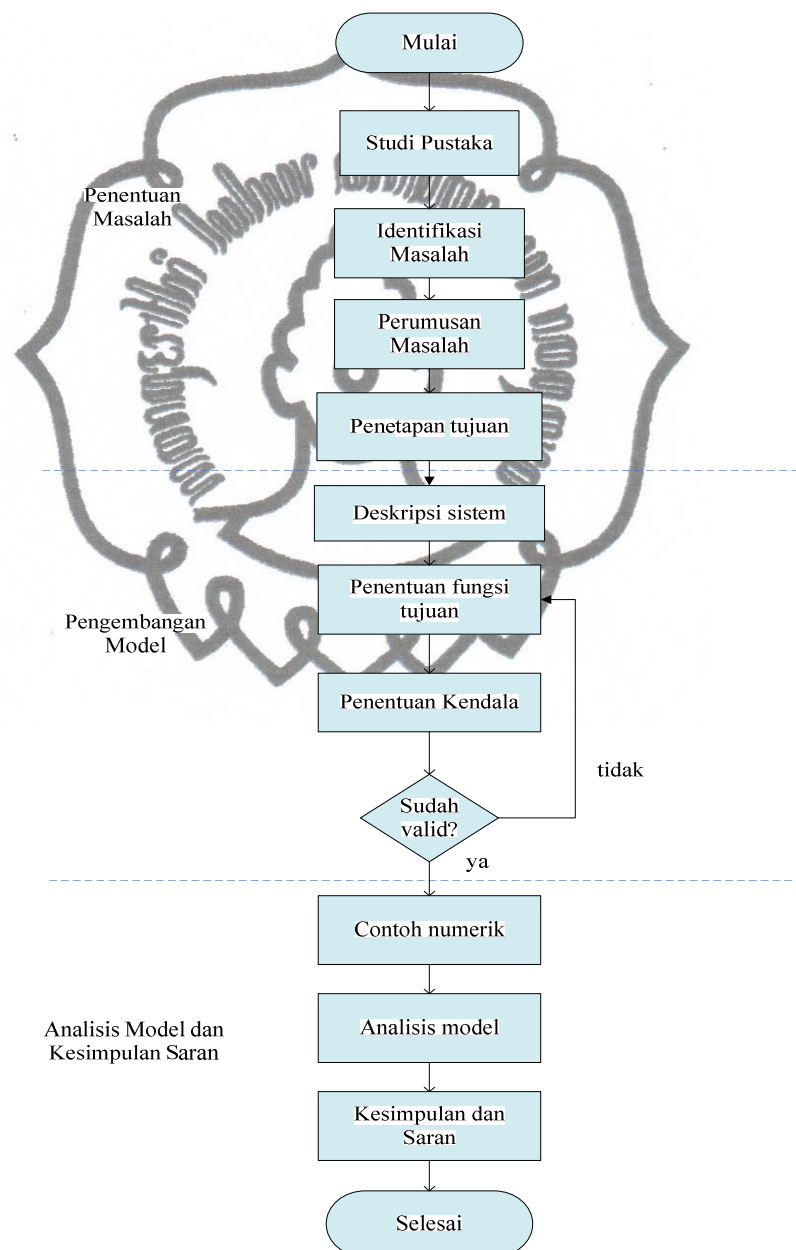 Mulai
Studi Pustaka
Penentuan
Masalah
Identifikasi
Masalah
Perumusan
Masalah
Penetapan tujuan
Deskripsi sistem
Penentuan fungsi
tujuan
Pengembangan
Model
Penentuan Kendala
tidak
Sudah
valid?
ya
Contoh numerik
Analisis model
Analisis Model dan
Kesimpulan Saran
Kesimpulan dan
Saran
Selesai